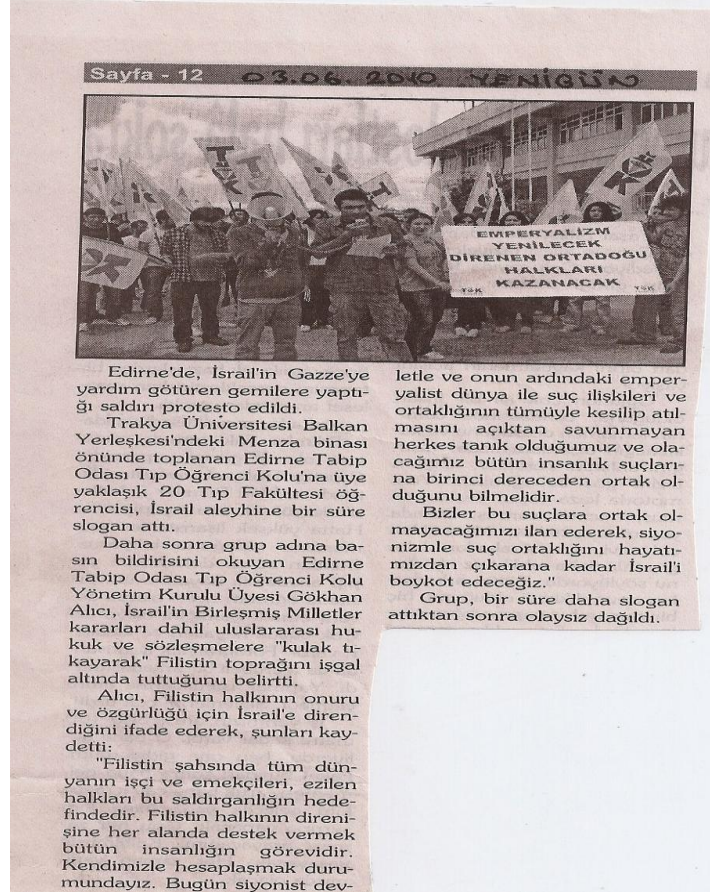 Sayfa - 12 03.06.2010 YENİGÜN
TÖK
EMPERYALİZM
YENİLECEK
DİRENEN ORTADOĞU
HALKLARI
KAZANACAK
TÖK TÖK
Edirne'de, İsrail'in Gazze'ye
yardım götüren gemilere yaptı-
ğı saldırı protesto edildi.
Trakya Üniversitesi Balkan
Yerleşkesi'ndeki Menza binası
önünde toplanan Edirne Tabip
Odası Tıp Öğrenci Kolu'na üye
yaklaşık 20 Tıp Fakültesi öğ-
rencisi, İsrail aleyhine bir süre
slogan attı.
Daha sonra grup adına ba-
sın bildirisini okuyan Edirne
Tabip Odası Tıp Öğrenci Kolu
Yönetim Kurulu Üyesi Gökhan
Alıcı, İsrail'in Birleşmiş Milletler
kararları dahil uluslararası hu-
kuk ve sözleşmelere "kulak tı-
kayarak" Filistin toprağını işgal
altında tuttuğunu belirtti.
Alıcı, Filistin halkının onuru
ve özgürlüğü için İsrail'e diren-
diğini ifade ederek, şunları kay-
detti:
"Filistin şahsında tüm dün-
yanın işçi ve emekçileri, ezilen
halkları bu saldırganlığın hede-
findedir. Filistin halkının direni-
şine her alanda destek vermek
bütün insanlığın görevidir.
Kendimizle hesaplaşmak duru-
mundayız. Bugün siyonist dev-
letle ve onun ardındaki emper-
yalist dünya ile suç ilişkileri ve
ortaklığının tümüyle kesilip atıl-
masını açıktan savunmayan
herkes tanık olduğumuz ve ola-
cağımız bütün insanlık suçları-
na birinci dereceden ortak ol-
duğunu bilmelidir.
Bizler bu suçlara ortak ol-
mayacağımızı ilan ederek, siyo-
nizmle suç ortaklığını hayatı-
mızdan çıkarana kadar İsrail'i
boykot edeceğiz."
Grup, bir süre daha slogan
attıktan sonra olaysız dağıldı.